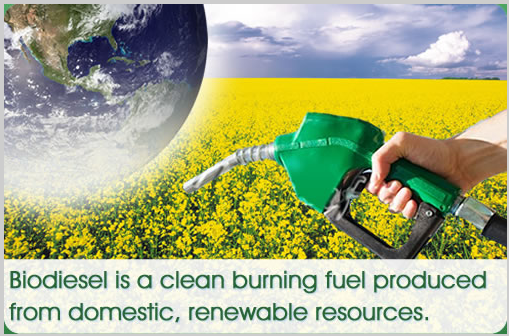 Biodiesel is a clean burning fuel produced
from domestic, renewable resources.